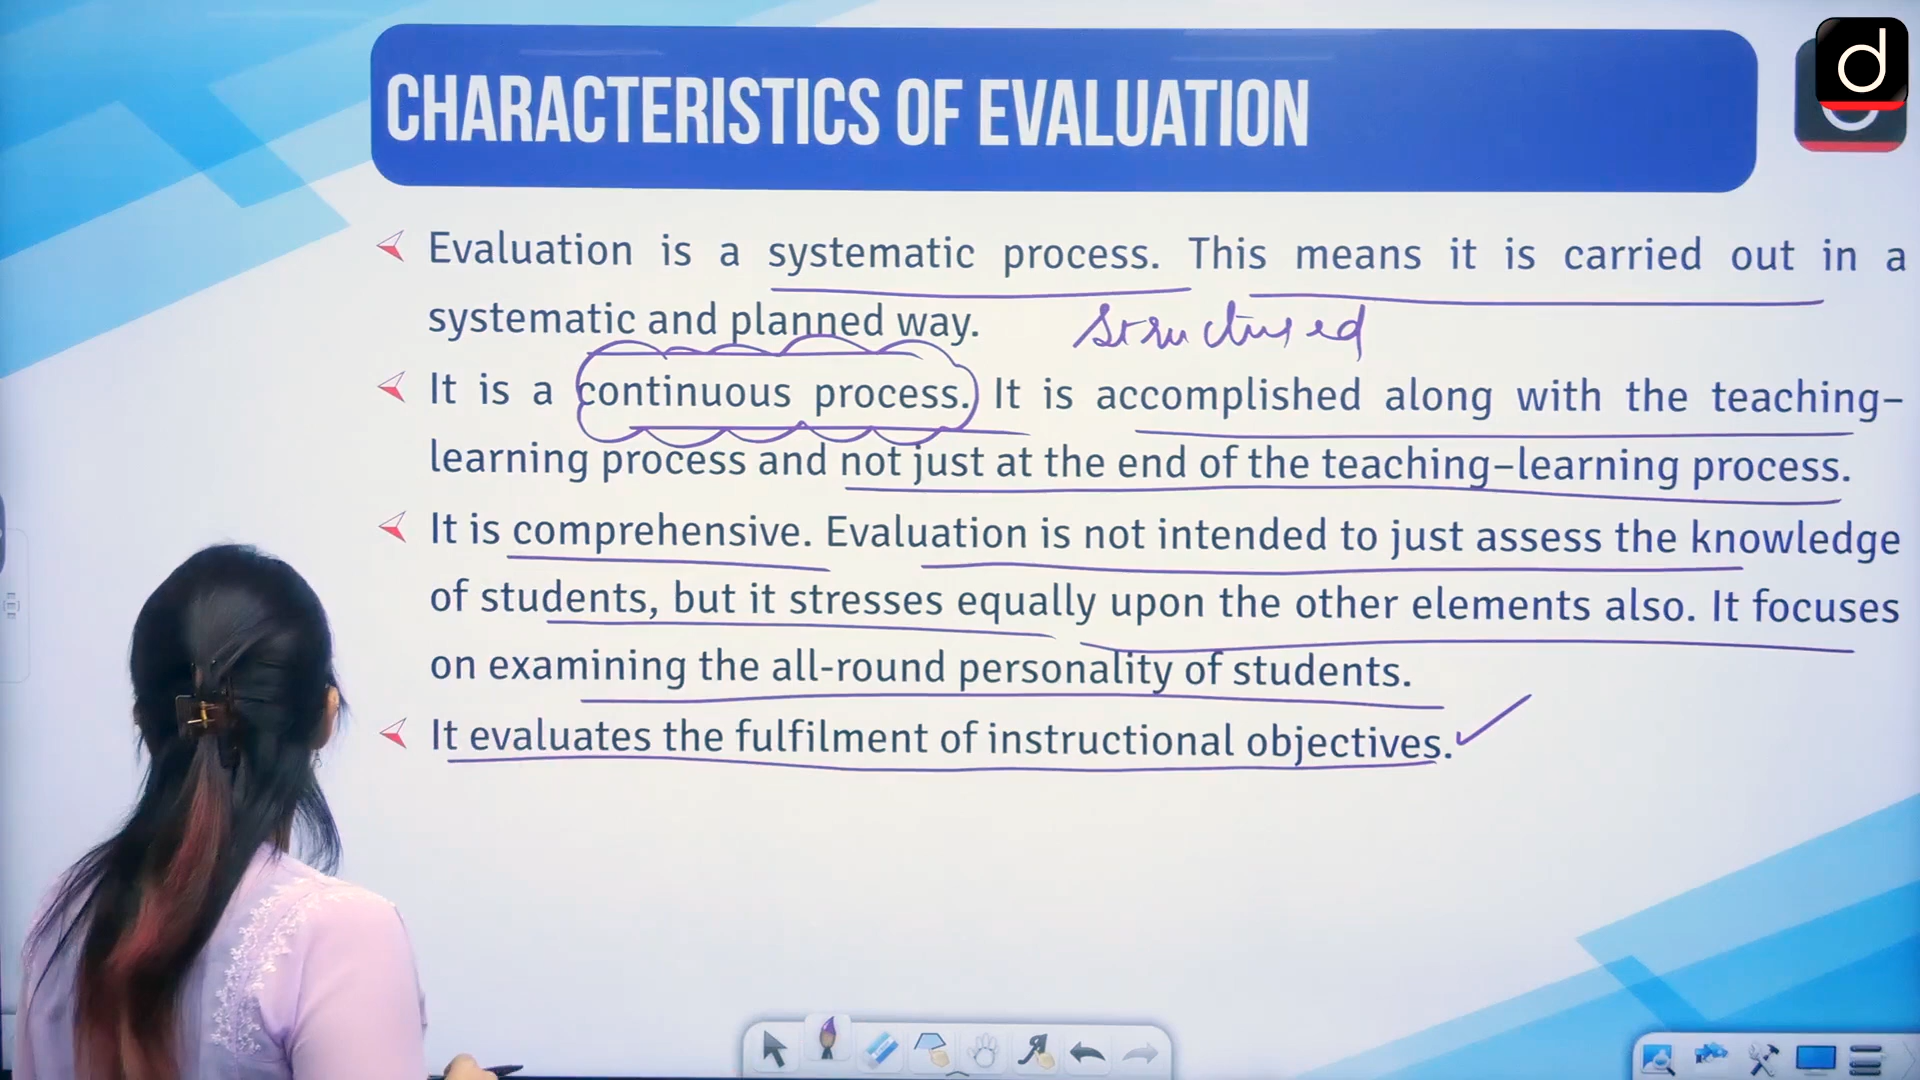 d
CHARACTERISTICS OF EVALUATION
Evaluation is a systematic process. This means it is carried out in a
systematic and planned way.
Structured
It is a continuous process. It is accomplished along with the teaching–
learning process and not just at the end of the teaching–learning process.
It is comprehensive. Evaluation is not intended to just assess the knowledge
of students, but it stresses equally upon the other elements also. It focuses
on examining the all-round personality of students.
It evaluates the fulfilment of instructional objectives.